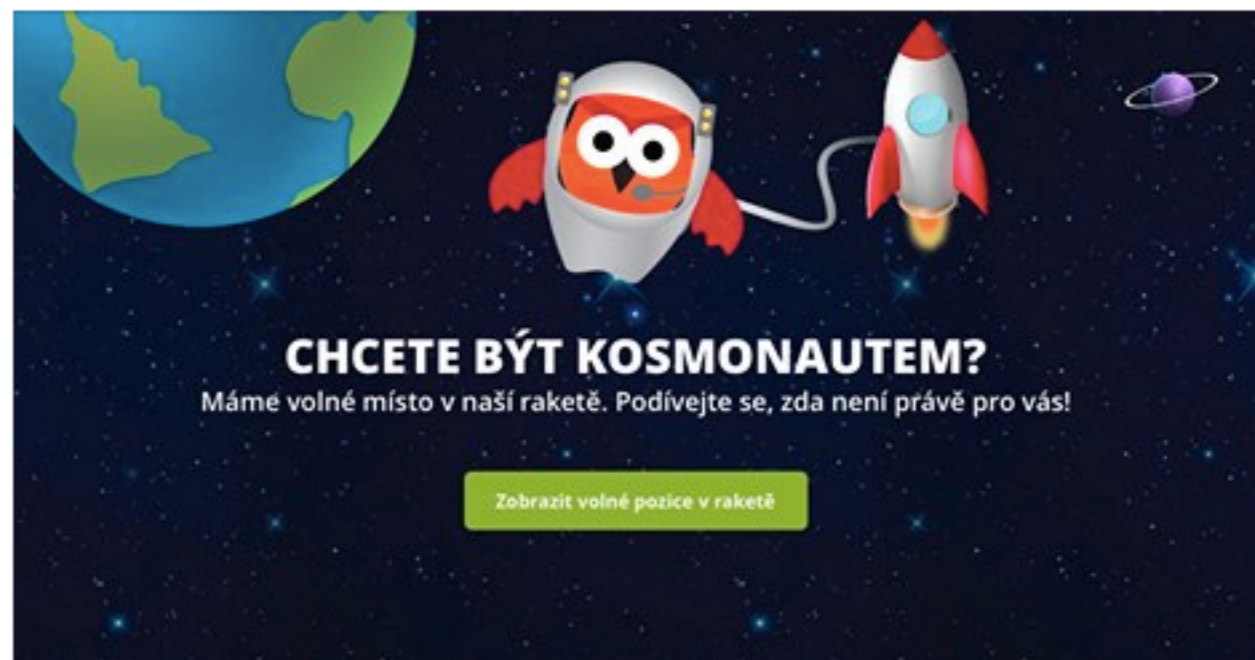 CHCETE BÝT KOSMONAUTEM?
Máme volné místo v naší raketě. Podívejte se, zda není právě pro vás!
Zobrazit volné pozice v raketě